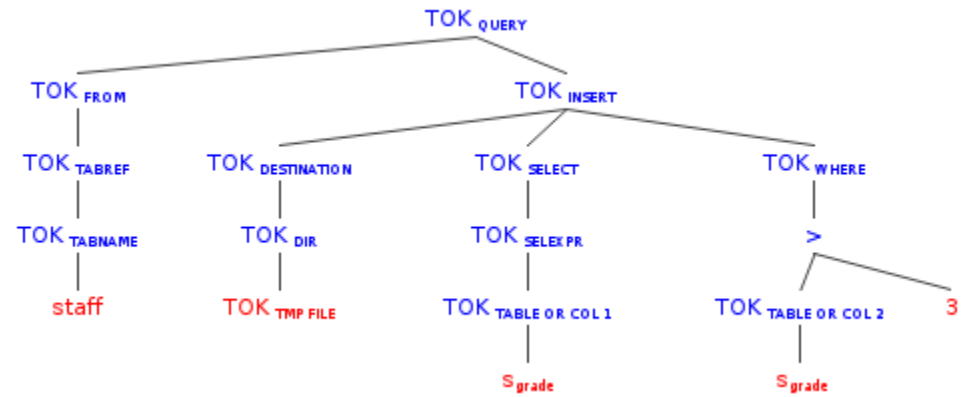 TOK QUERY
TOK FROM TOK INSERT
TOK TABREF TOK DESTINATION TOK SELECT TOK WHERE
TOK TABNAME TOK DIR TOK SELEXPR >
staff TOK TMP FILE TOK TABLE OR COL 1 TOK TABLE OR COL 2 3
s grade s grade